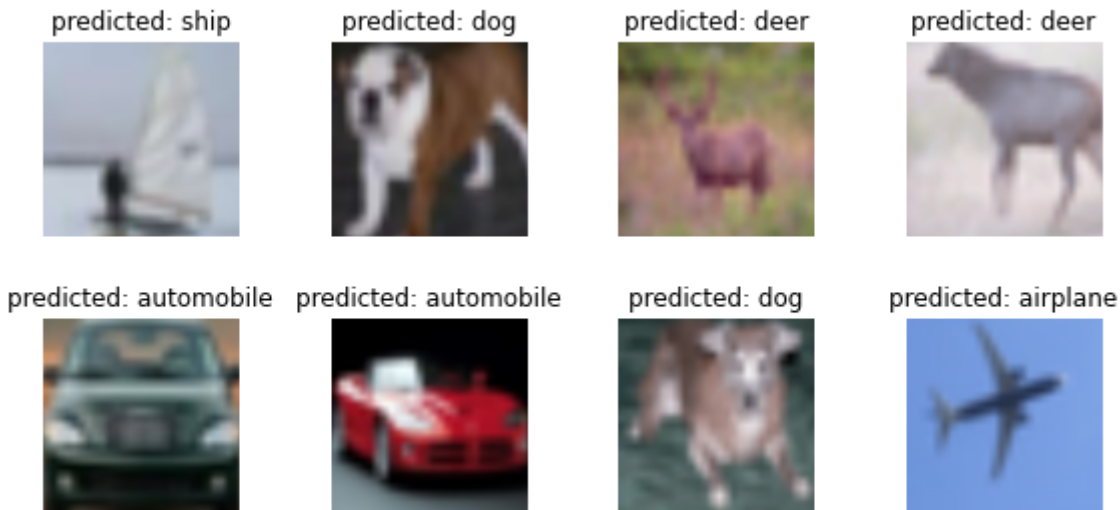 predicted: ship
predicted: dog
predicted: deer
predicted: deer
predicted: automobile
predicted: automobile
predicted: dog
predicted: airplane